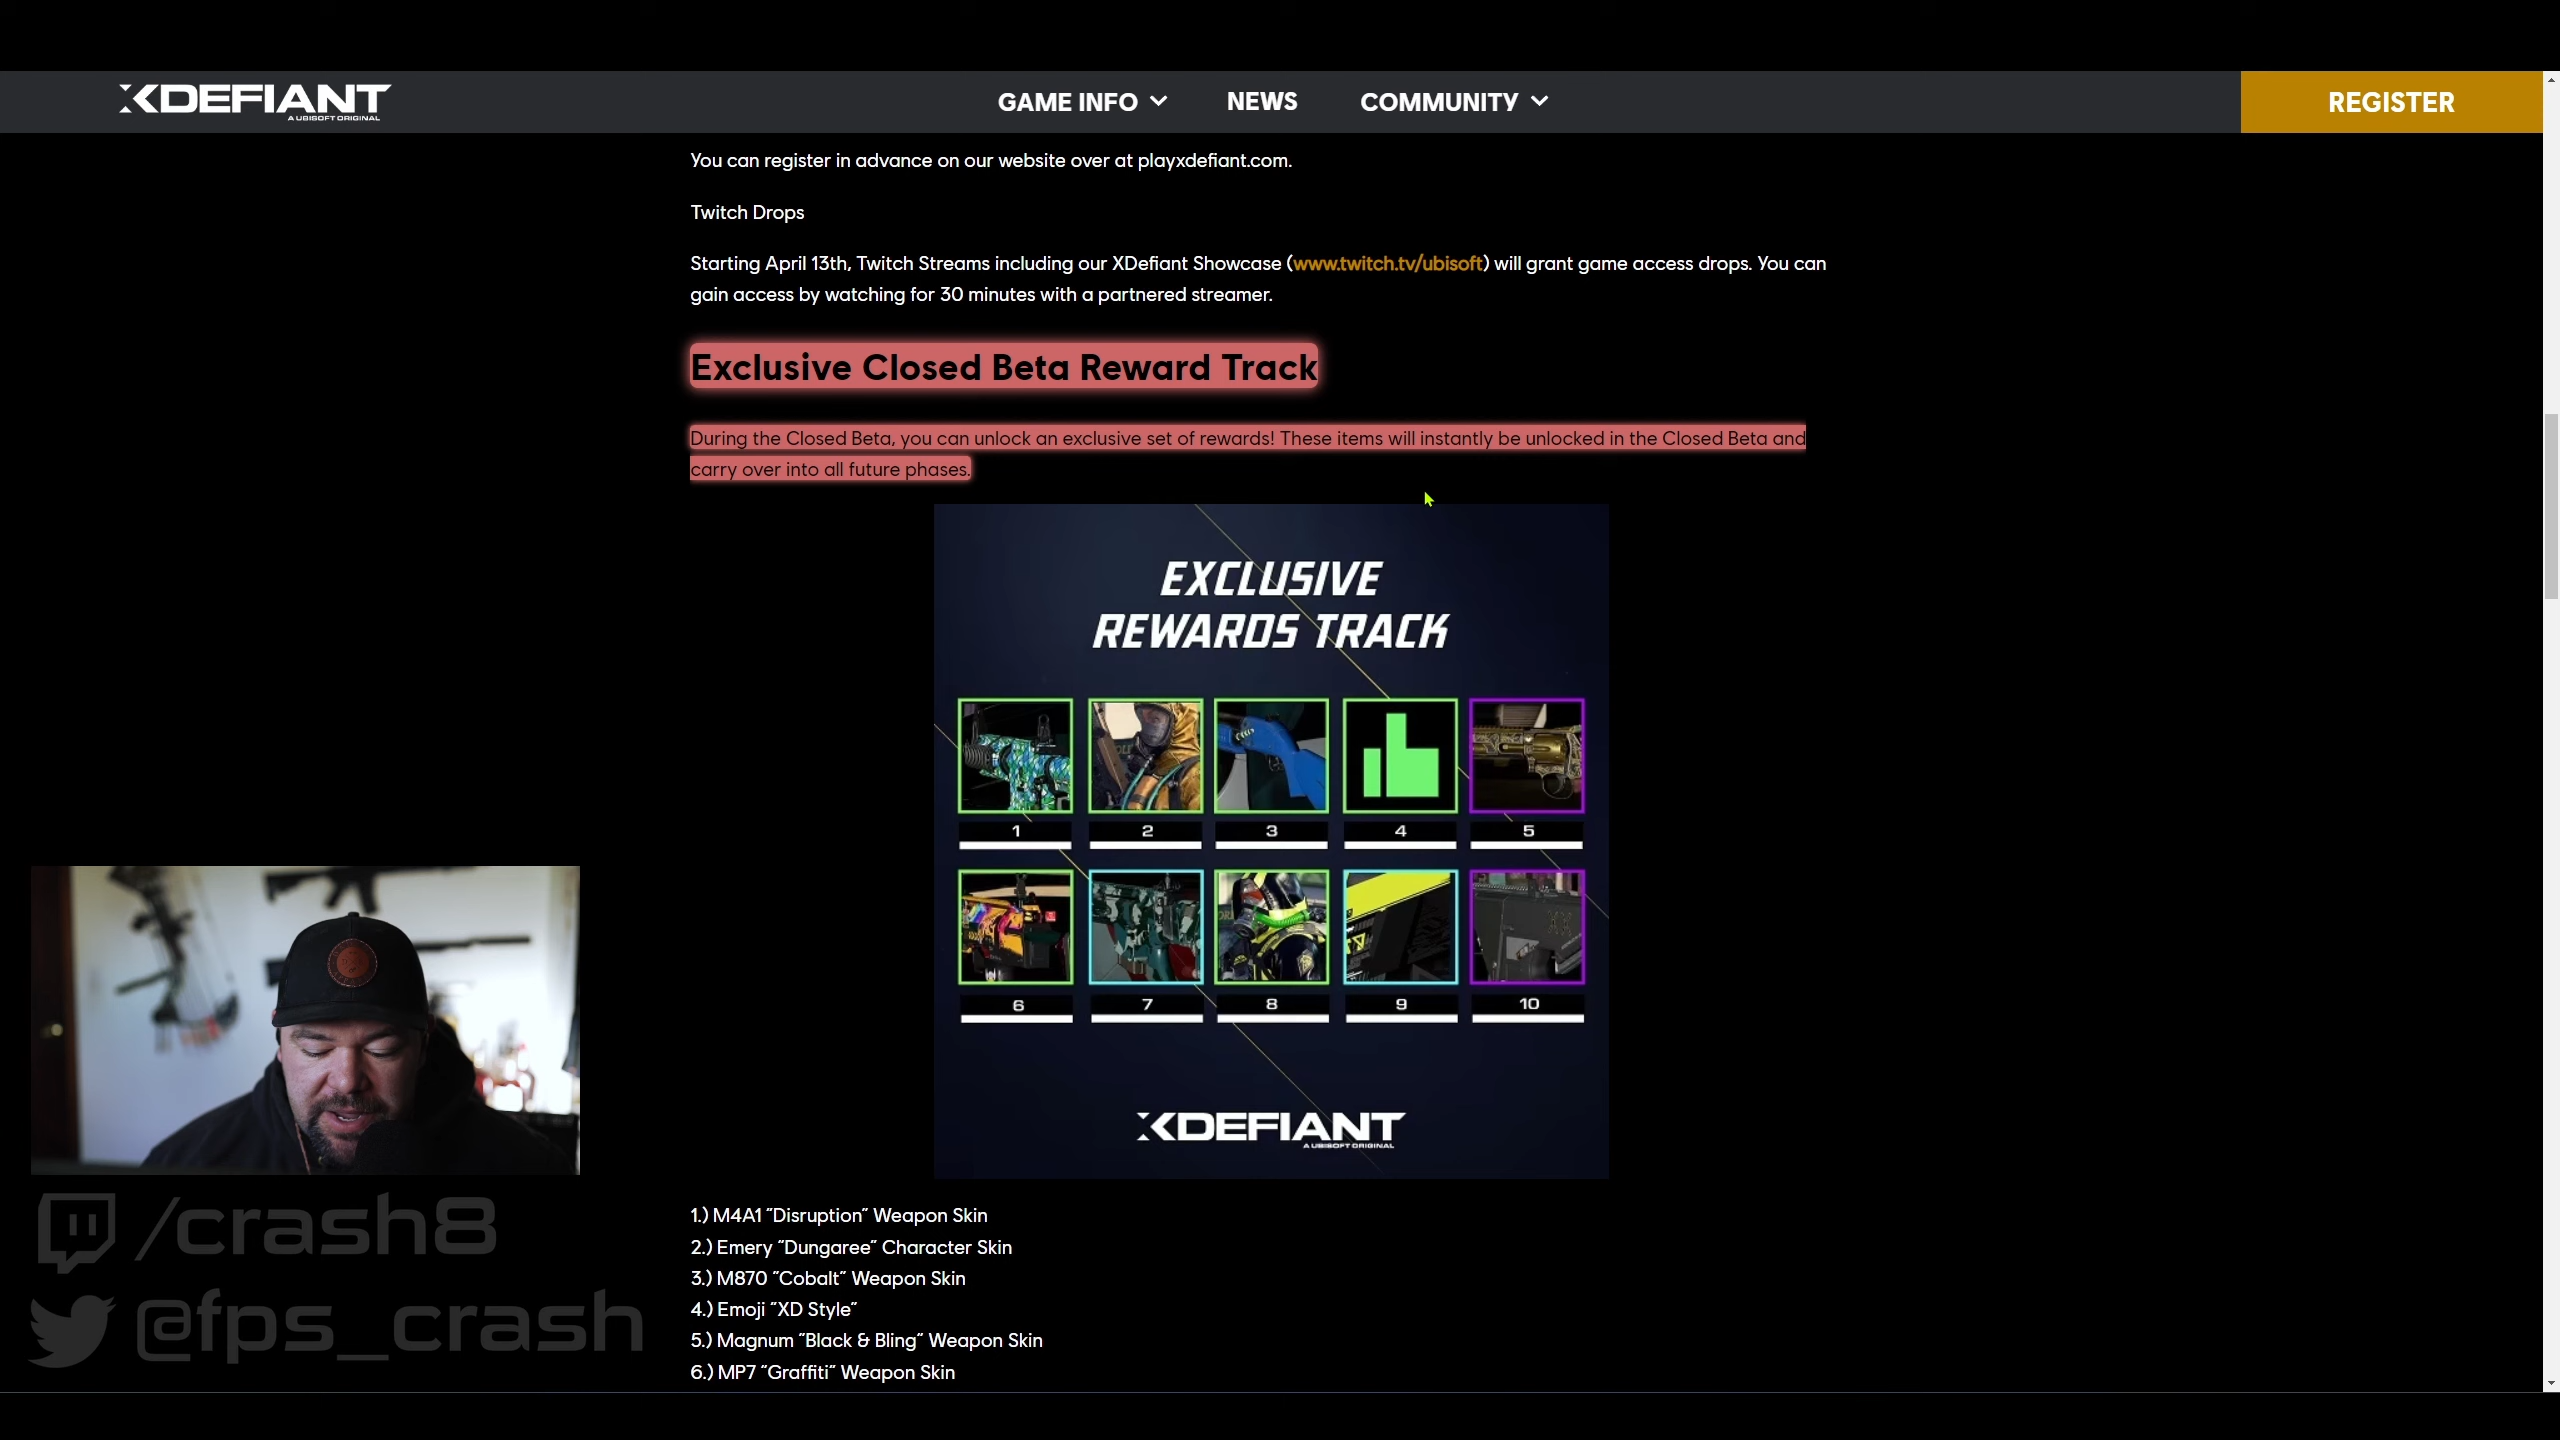 XDEFIANT
A UBISOFT ORIGINAL
GAME INFO
NEWS
COMMUNITY
REGISTER
You can register in advance on our website over at playxdefiant.com.
Twitch Drops
Starting April 13th, Twitch Streams including our XDefiant Showcase (www.twitch.tv/ubisoft) will grant game access drops. You can
gain access by watching for 30 minutes with a partnered streamer.
Exclusive Closed Beta Reward Track
During the Closed Beta, you can unlock an exclusive set of rewards! These items will instantly be unlocked in the Closed Beta and
carry over into all future phases.
EXCLUSIVE
REWARDS TRACK
1 2 3 4 5
6 7 8 9 10
XDEFIANT
A UBISOFT ORIGINAL
/crash8
@fps_crash
1.) M4A1 "Disruption" Weapon Skin
2.) Emery "Dungaree" Character Skin
3.) M870 "Cobalt" Weapon Skin
4.) Emoji "XD Style"
5.) Magnum "Black & Bling" Weapon Skin
6.) MP7 "Graffiti" Weapon Skin